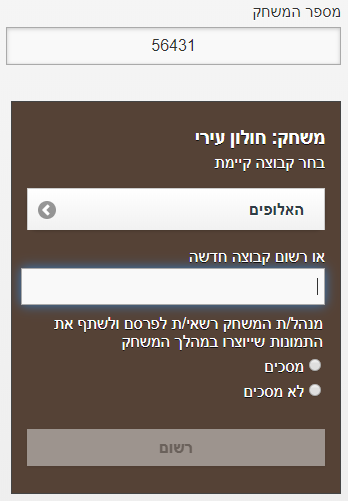 מספר המשחק
56431
משחק: חולון עירי
בחר קבוצה קיימת
האלופים
או רשום קבוצה חדשה
מנהל/ת המשחק רשאי/ת לפרסם ולשתף את
התמונות שייוצרו במהלך המשחק
מסכים
לא מסכים
רשום